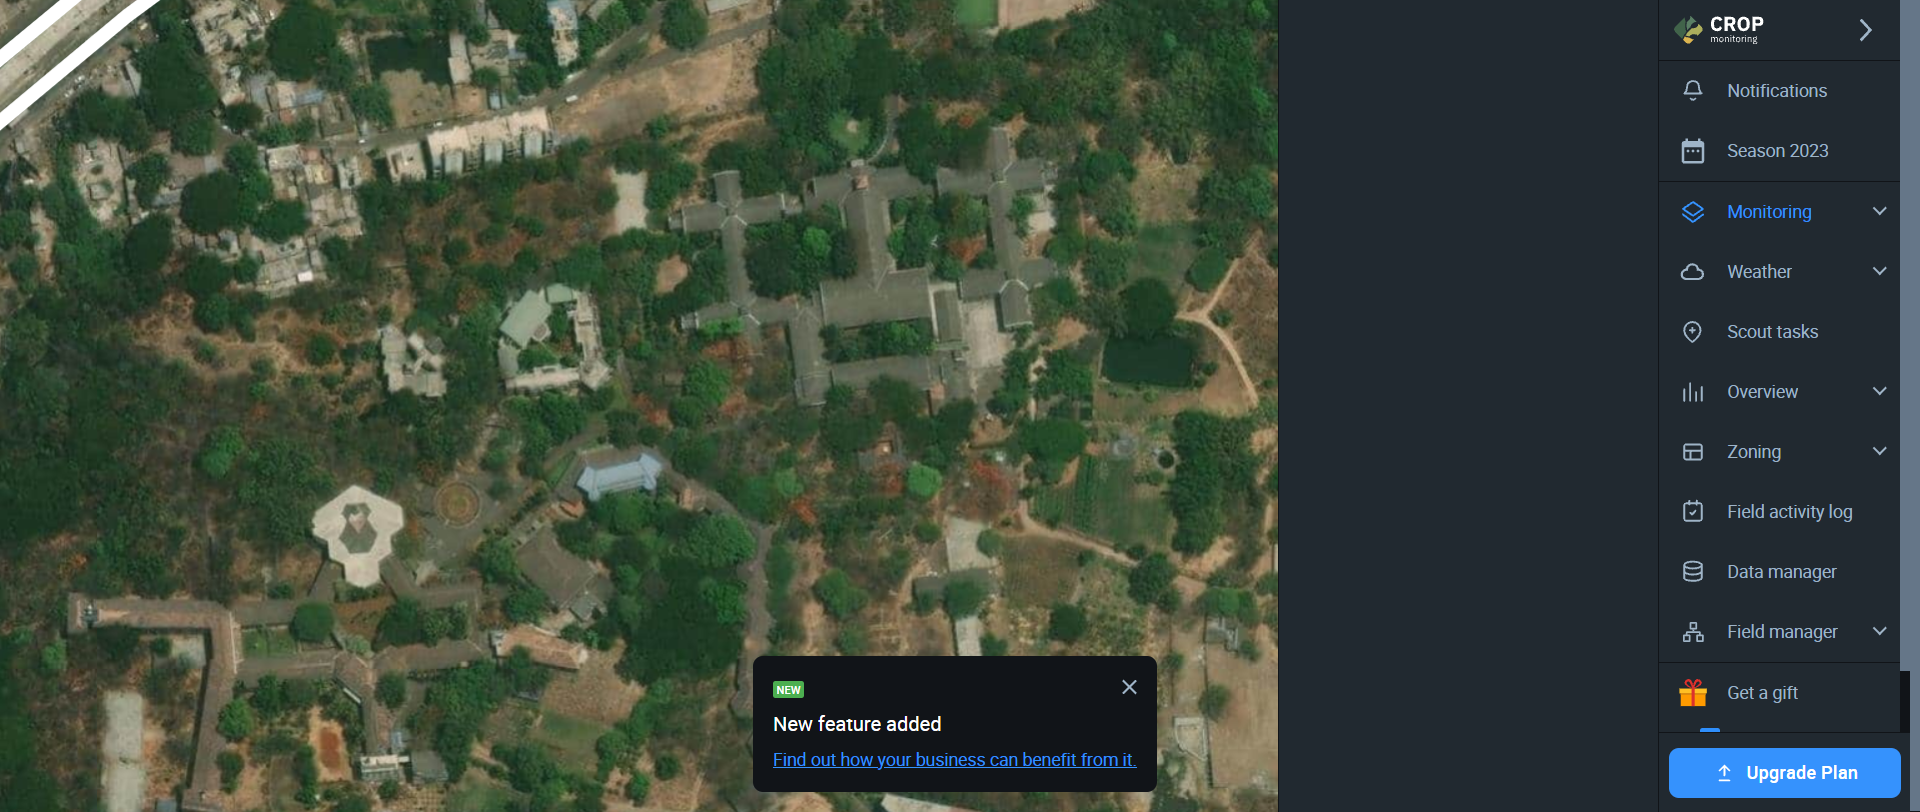 CROP
monitoring
Notifications
Season 2023
Monitoring
Weather
Scout tasks
Overview
Zoning
Field activity log
Data manager
Field manager
Get a gift
Upgrade Plan
NEW
New feature added
Find out how your business can benefit from it.